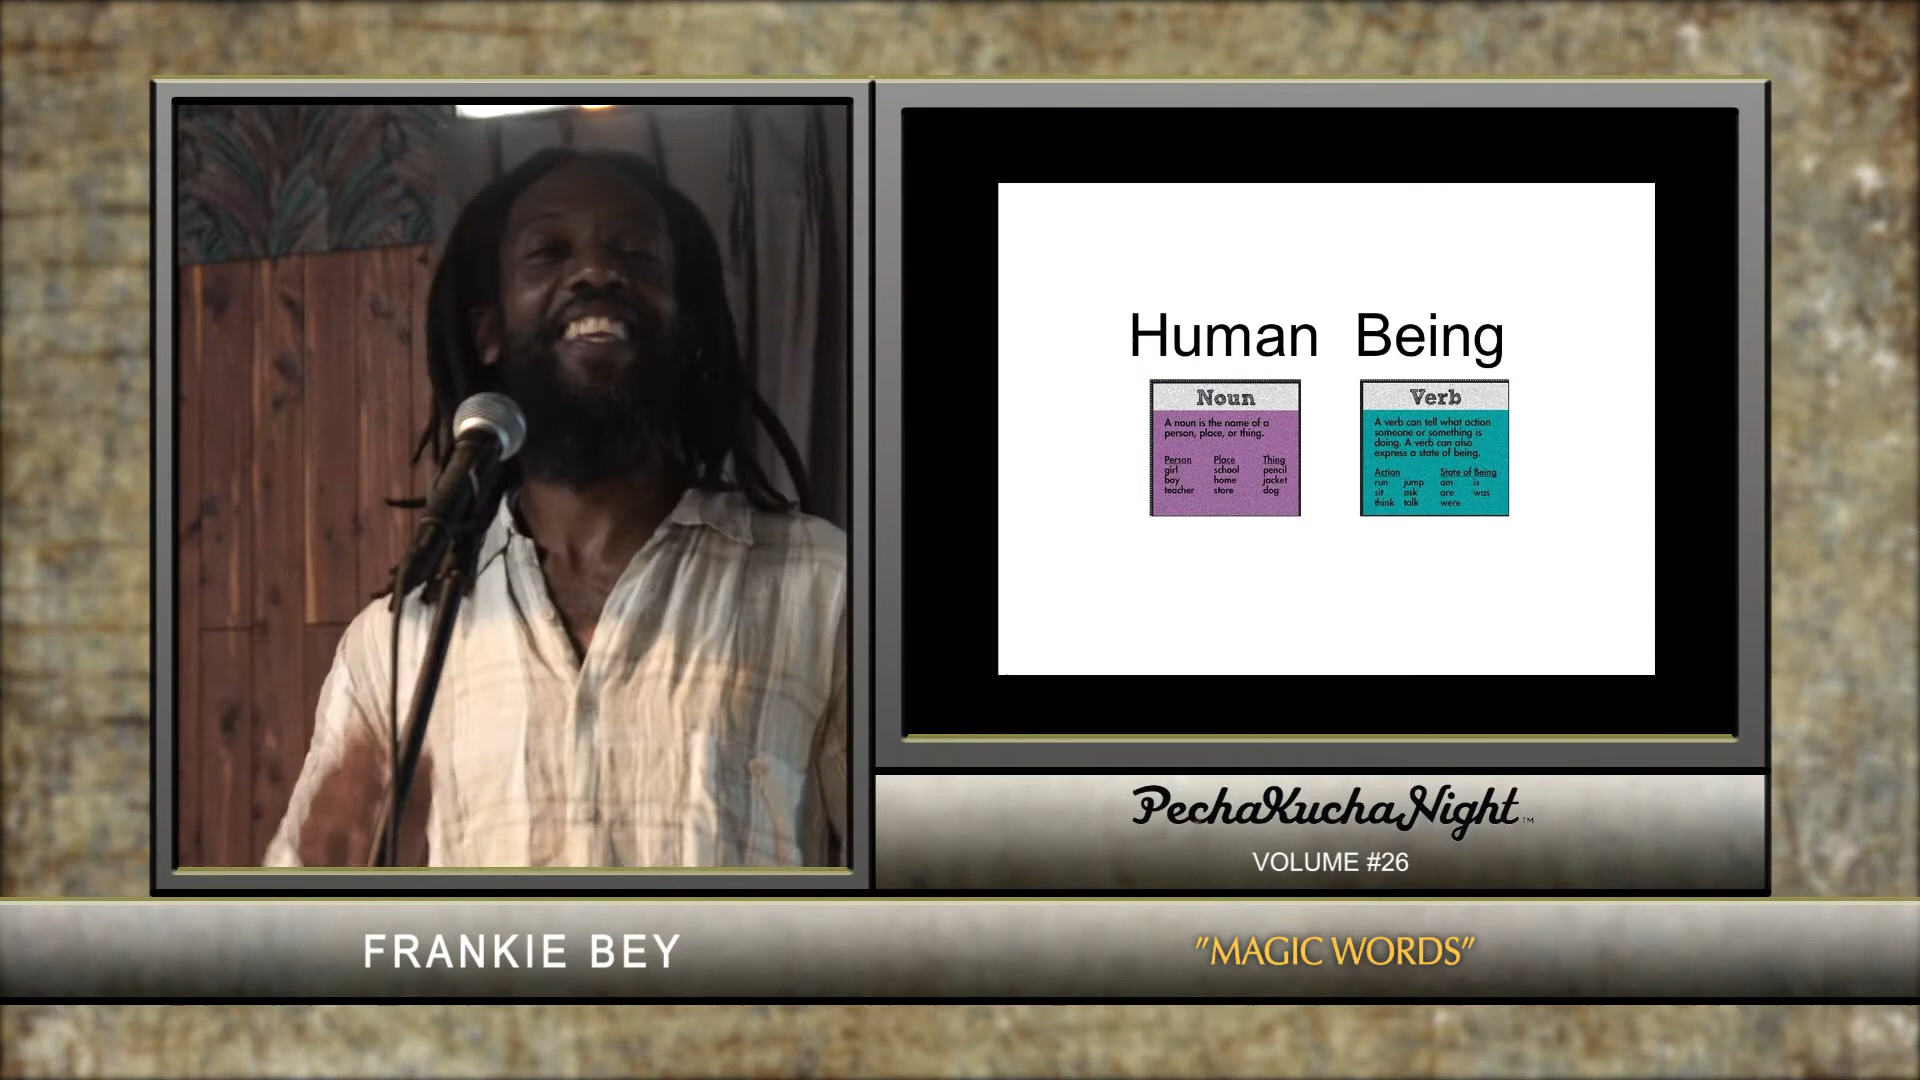 Human Being
Noun
A noun is the name of a
person, place, or thing.
Person Place Thing
girl school pencil
boy home jacket
teacher store dog
Verb
A verb can tell what action
someone or something is
doing. A verb can also
express a state of being.
Action State of Being
run jump am is
sit ask are was
think talk were
PechaKucha Night™
VOLUME #26
FRANKIE BEY
"MAGIC WORDS"